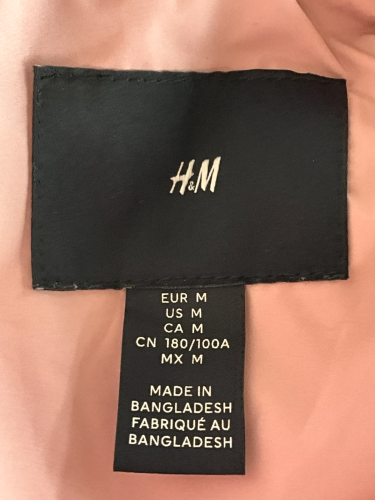 H&M
EUR M
US M
CA M
CN 180/100A
MX M
MADE IN
BANGLADESH
FABRIQUÉ AU
BANGLADESH